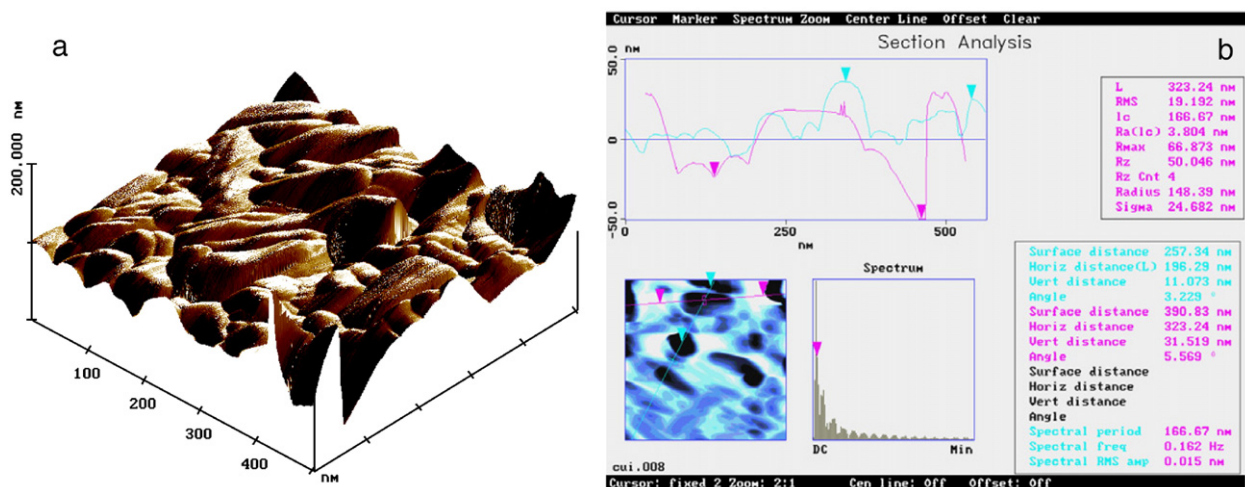 a
200.000 nM
100
200
300
400
nM
b
Cursor Marker Spectrum Zoom Center Line Offset Clear
Section Analysis
nM
50.0
0
-50.0
0
250
500
nM
L 323.24 nM
RMS 19.192 nM
lc 166.67 nM
Ra(lc) 3.804 nM
Rmax 66.873 nM
Rz 50.046 nM
Rz Cnt 4
Radius 148.39 nM
Sigma 24.682 nM
Surface distance 257.34 nM
Horiz distance(L) 196.29 nM
Vert distance 11.073 nM
Angle 3.229 °
Surface distance 390.83 nM
Horiz distance 323.24 nM
Vert distance 31.519 nM
Angle 5.569 °
Surface distance
Horiz distance
Vert distance
Angle
Spectral period 166.67 nM
Spectral freq 0.162 Hz
Spectral RMS amp 0.015 nM
Spectrum
DC Min
cui.008
Cursor: fixed 2 Zoom: 2:1 Cen line: Off Offset: Off